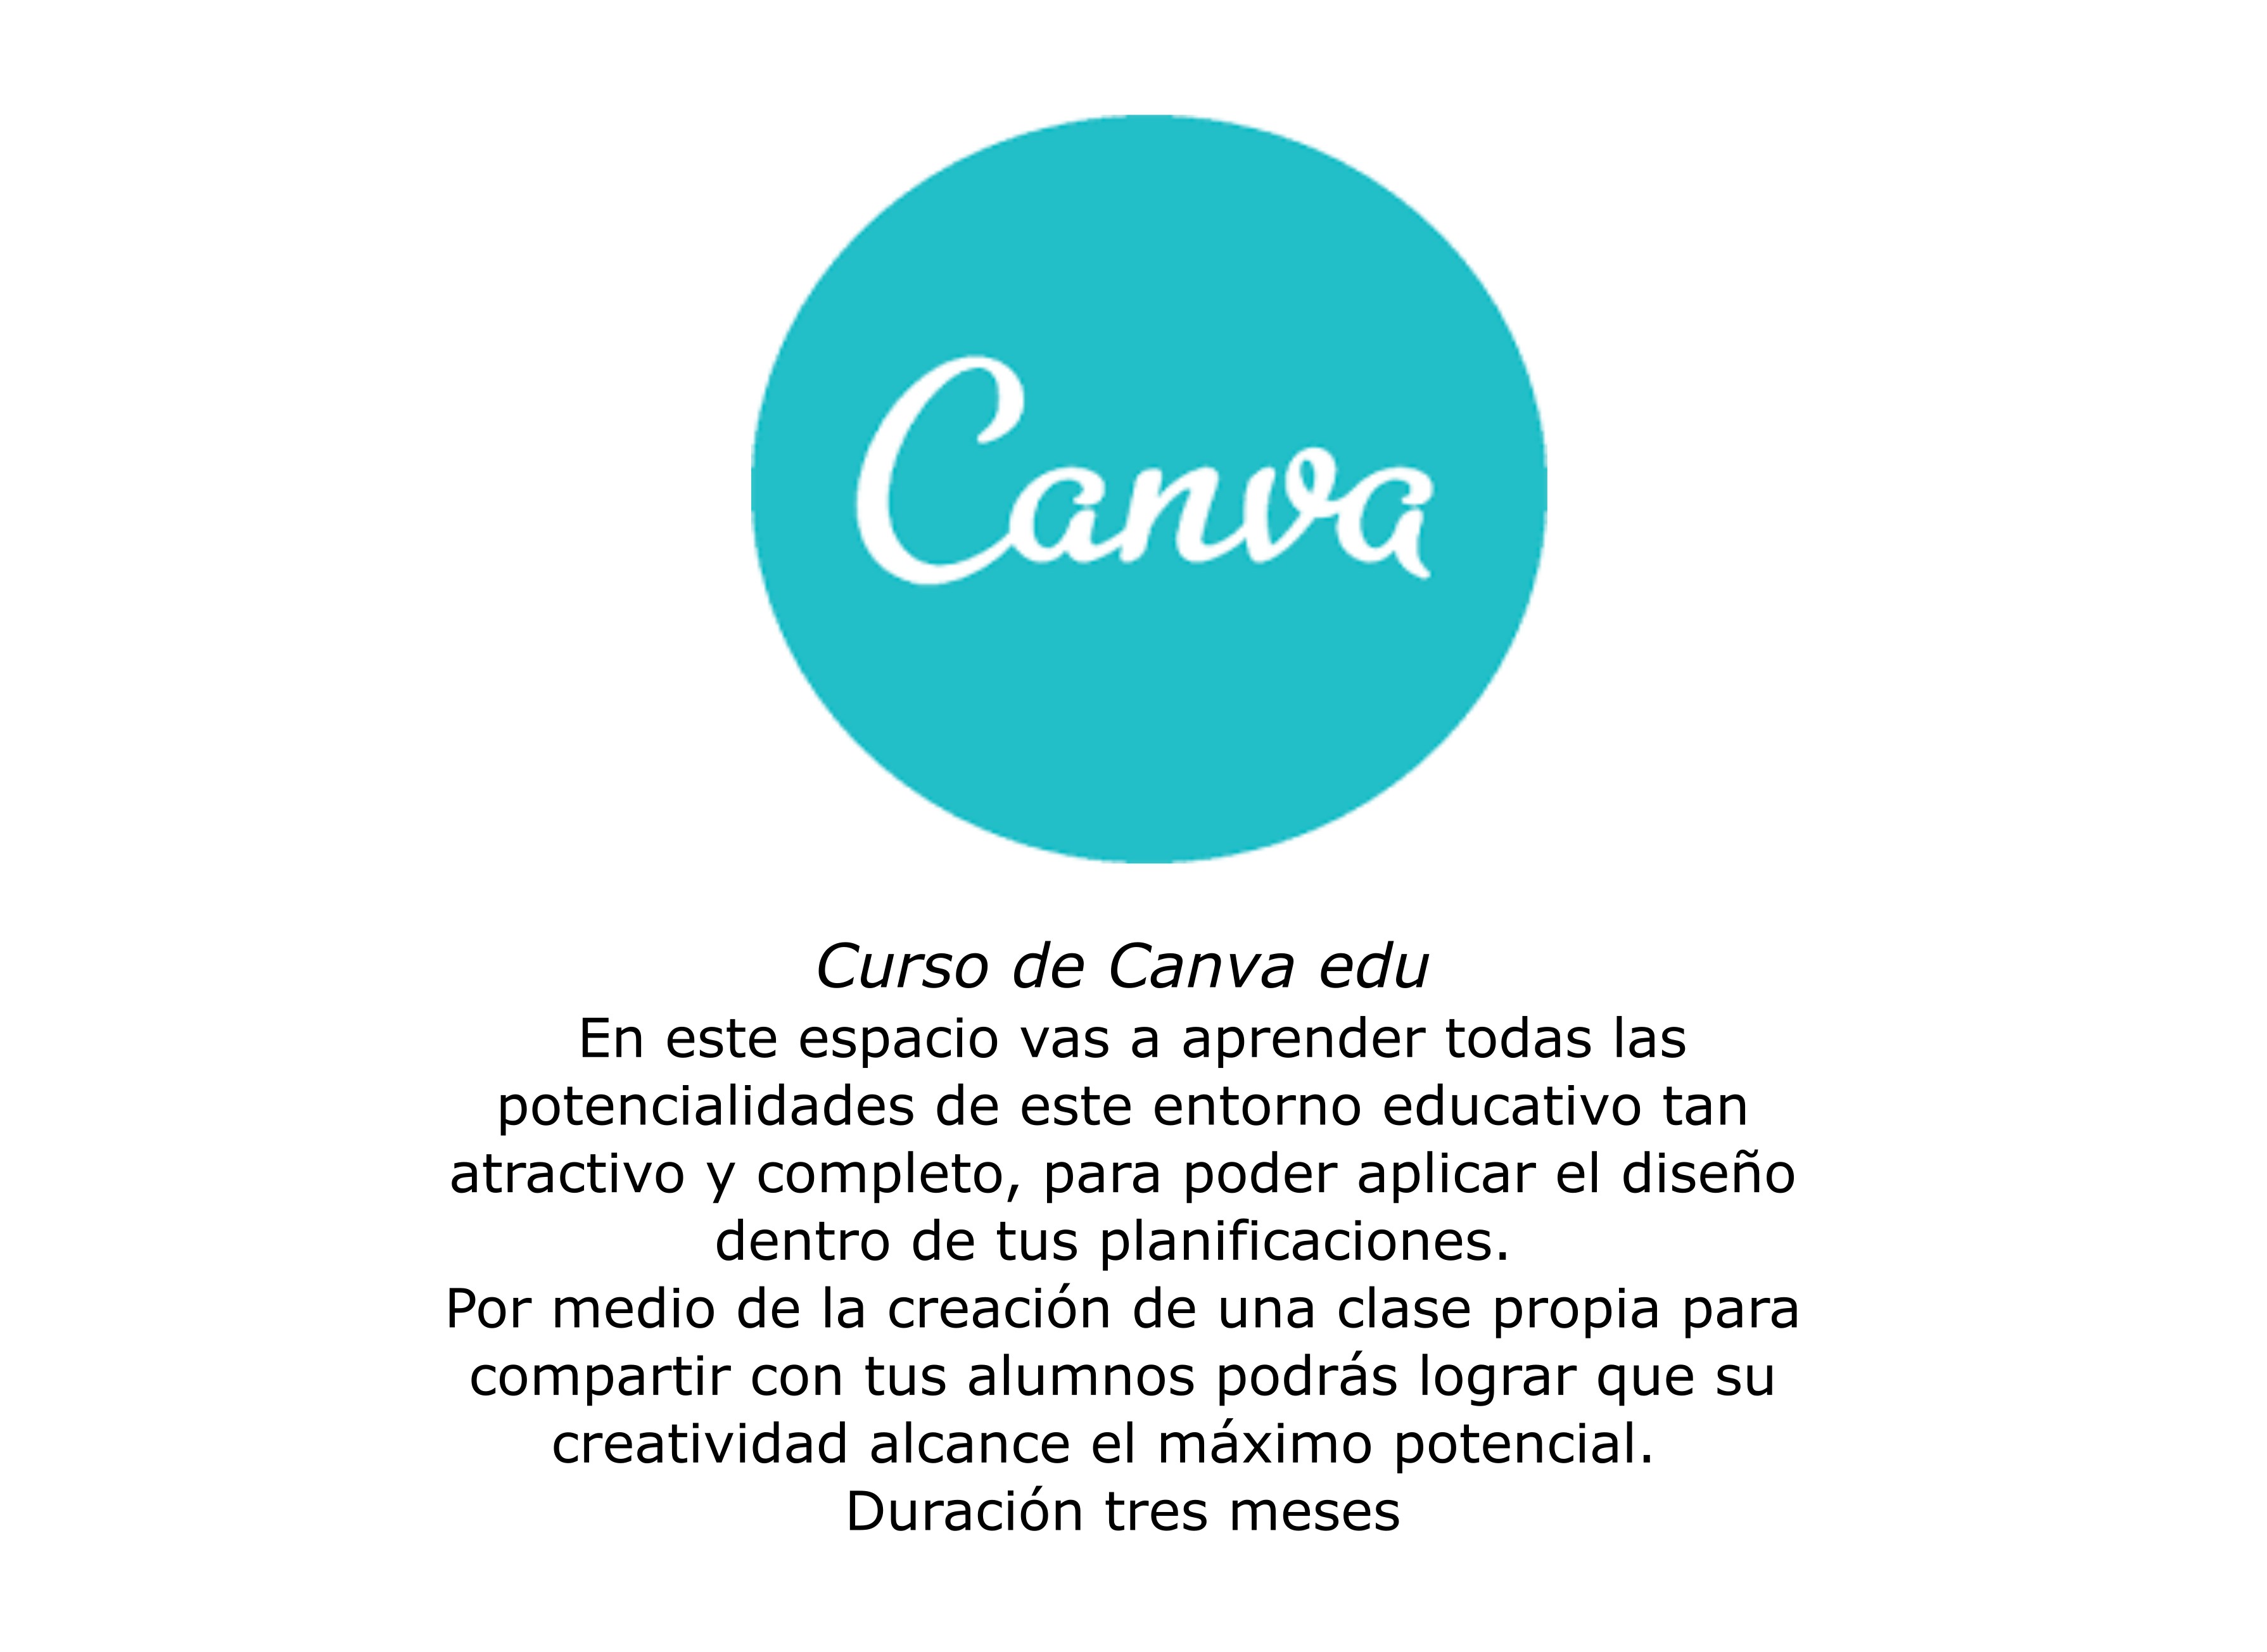 Canva
Curso de Canva edu
En este espacio vas a aprender todas las
potencialidades de este entorno educativo tan
atractivo y completo, para poder aplicar el diseño
dentro de tus planificaciones.
Por medio de la creación de una clase propia para
compartir con tus alumnos podrás lograr que su
creatividad alcance el máximo potencial.
Duración tres meses